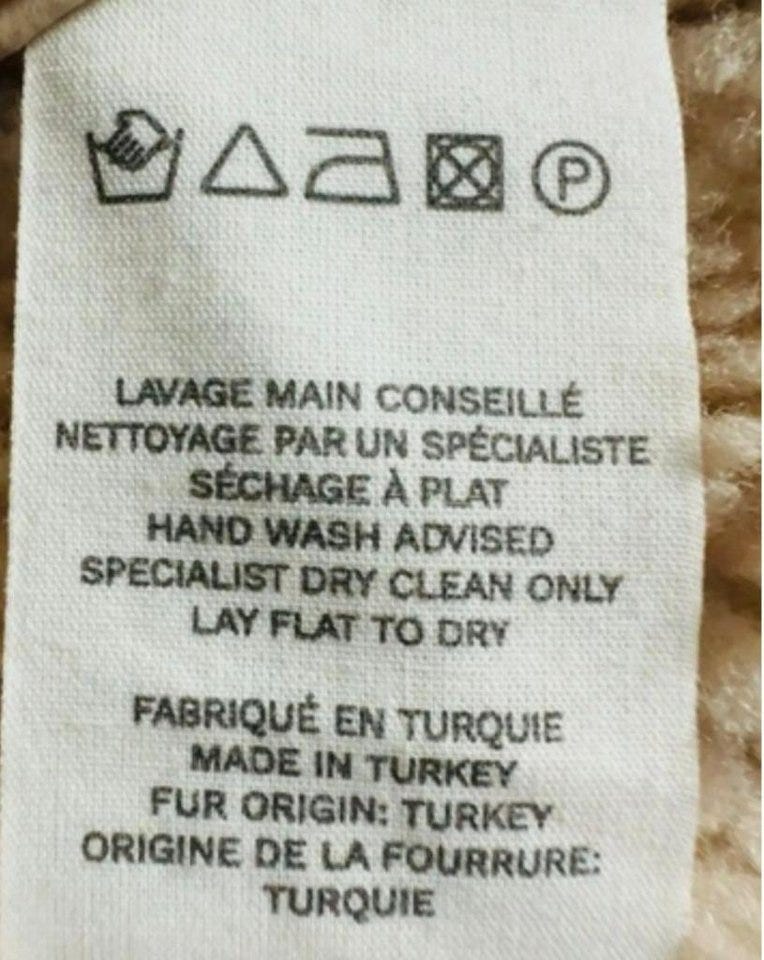 P
LAVAGE MAIN CONSEILLÉ
NETTOYAGE PAR UN SPÉCIALISTE
SÉCHAGE À PLAT
HAND WASH ADVISED
SPECIALIST DRY CLEAN ONLY
LAY FLAT TO DRY
FABRIQUÉ EN TURQUIE
MADE IN TURKEY
FUR ORIGIN: TURKEY
ORIGINE DE LA FOURRURE:
TURQUIE